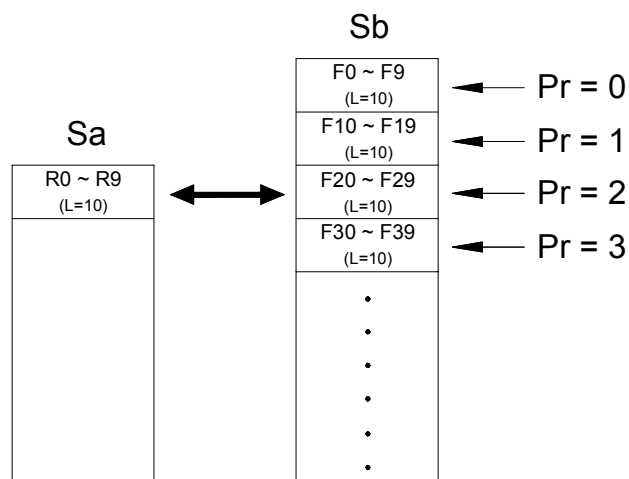 Sb
F0 ~ F9
(L=10)
Pr = 0
F10 ~ F19
(L=10)
Pr = 1
Sa
R0 ~ R9
(L=10)
F20 ~ F29
(L=10)
Pr = 2
F30 ~ F39
(L=10)
Pr = 3